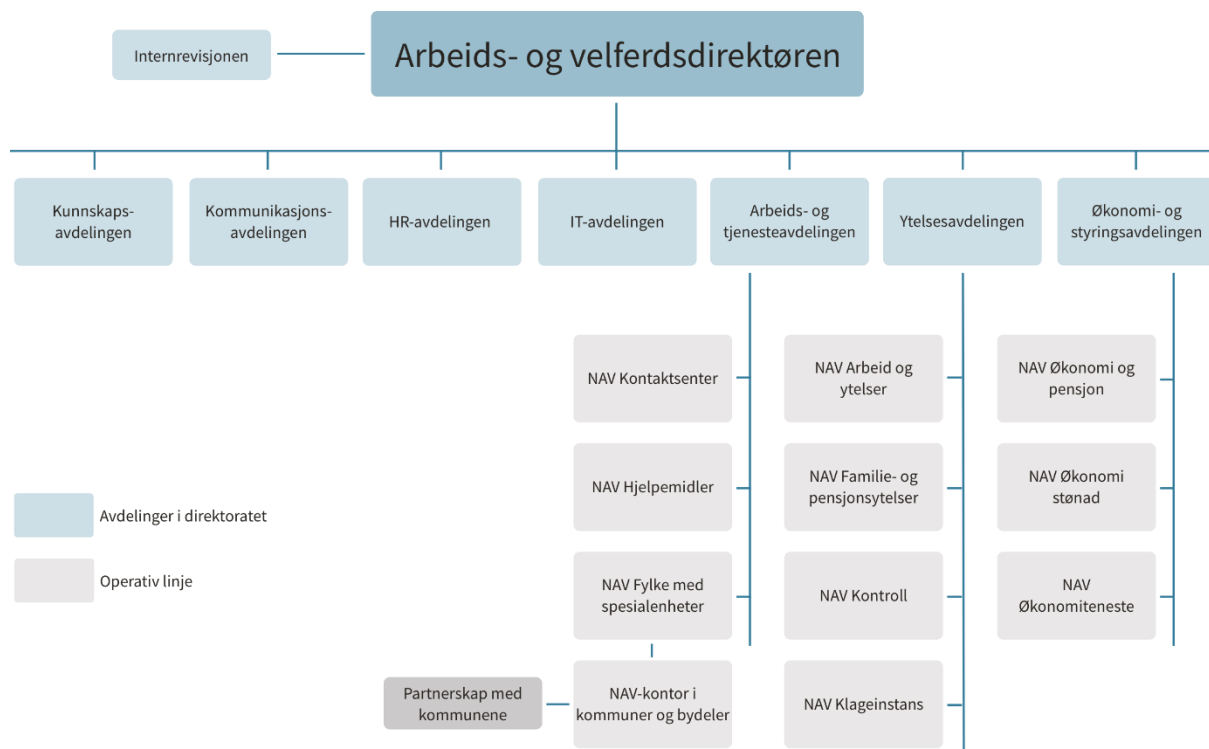 Internrevisjonen
Arbeids- og velferdsdirektøren
Kunnskaps-
avdelingen
Kommunikasjons-
avdelingen
HR-avdelingen
IT-avdelingen
Arbeids- og
tjenesteavdelingen
Ytelsesavdelingen
Økonomi- og
styringsavdelingen
NAV Kontaktsenter
NAV Hjelpemidler
NAV Fylke med
spesialenheter
NAV-kontor i
kommuner og bydeler
Partnerskap med
kommunene
NAV Arbeid og
ytelser
NAV Familie- og
pensjonsytelser
NAV Kontroll
NAV Klageinstans
NAV Økonomi og
pensjon
NAV Økonomi
stønad
NAV
Økonomiteneste
Avdelinger i direktoratet
Operativ linje